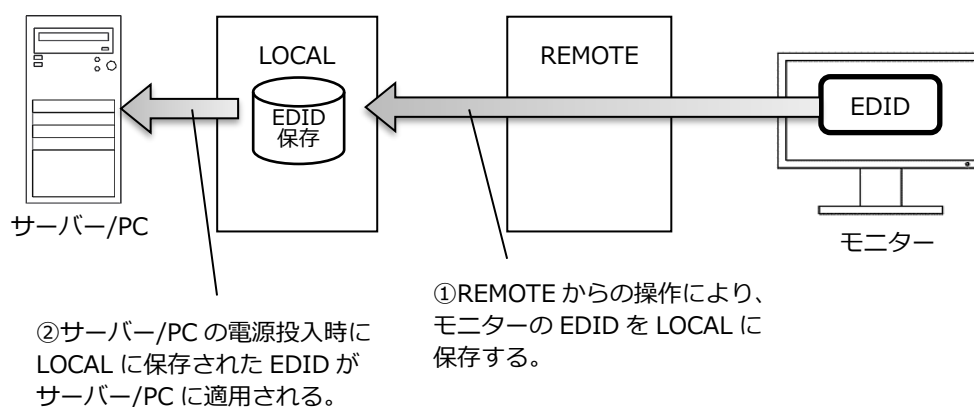 LOCAL
REMOTE
EDID
保存
EDID
サーバー/PC
モニター
①REMOTE からの操作により、
モニターの EDID を LOCAL に
保存する。
②サーバー/PC の電源投入時に
LOCAL に保存された EDID が
サーバー/PC に適用される。